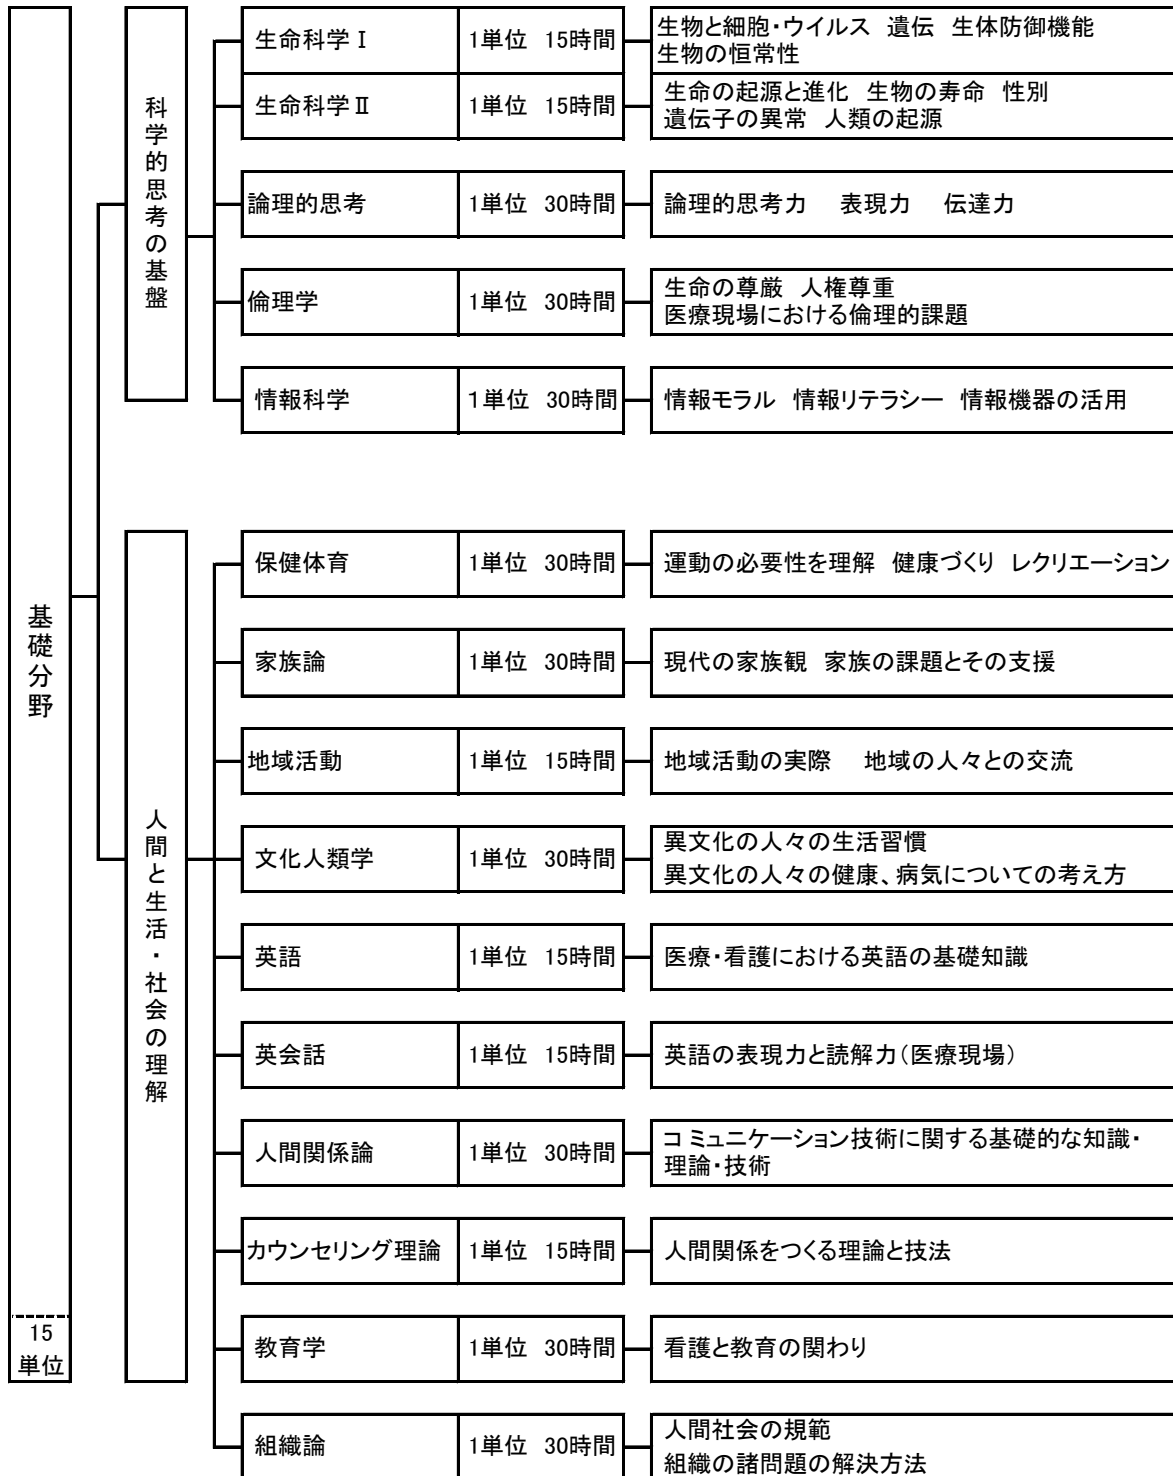 基礎分野
15
単位
科学的思考の基盤
生命科学Ⅰ 1単位 15時間 生物と細胞・ウイルス 遺伝 生体防御機能
生物の恒常性
生命科学Ⅱ 1単位 15時間 生命の起源と進化 生物の寿命 性別
遺伝子の異常 人類の起源
論理的思考 1単位 30時間 論理的思考力 表現力 伝達力
倫理学 1単位 30時間 生命の尊厳 人権尊重
医療現場における倫理的課題
情報科学 1単位 30時間 情報モラル 情報リテラシー 情報機器の活用
人間と生活・社会の理解
保健体育 1単位 30時間 運動の必要性を理解 健康づくり レクリエーション
家族論 1単位 30時間 現代の家族観 家族の課題とその支援
地域活動 1単位 15時間 地域活動の実際 地域の人々との交流
文化人類学 1単位 30時間 異文化の人々の生活習慣
異文化の人々の健康、病気についての考え方
英語 1単位 15時間 医療・看護における英語の基礎知識
英会話 1単位 15時間 英語の表現力と読解力(医療現場)
人間関係論 1単位 30時間 コミュニケーション技術に関する基礎的な知識・
理論・技術
カウンセリング理論 1単位 15時間 人間関係をつくる理論と技法
教育学 1単位 30時間 看護と教育の関わり
組織論 1単位 30時間 人間社会の規範
組織の諸問題の解決方法